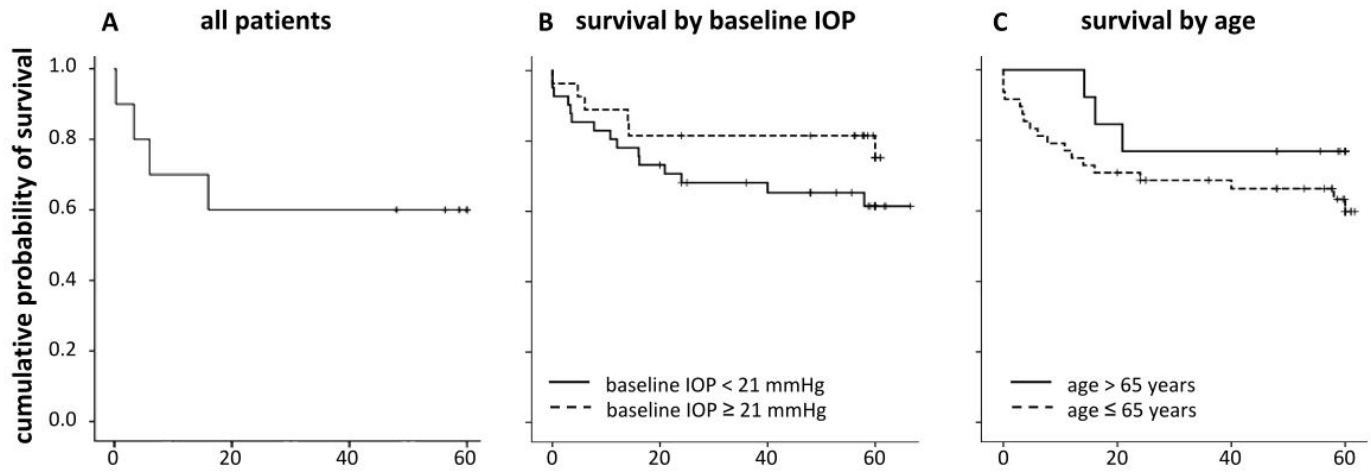 A all patients
B survival by baseline IOP
C survival by age
cumulative probability of survival
1.0
0.8
0.6
0.4
0.2
0.0
0 20 40 60
baseline IOP < 21 mmHg
baseline IOP ≥ 21 mmHg
0 20 40 60
age > 65 years
age ≤ 65 years
0 20 40 60